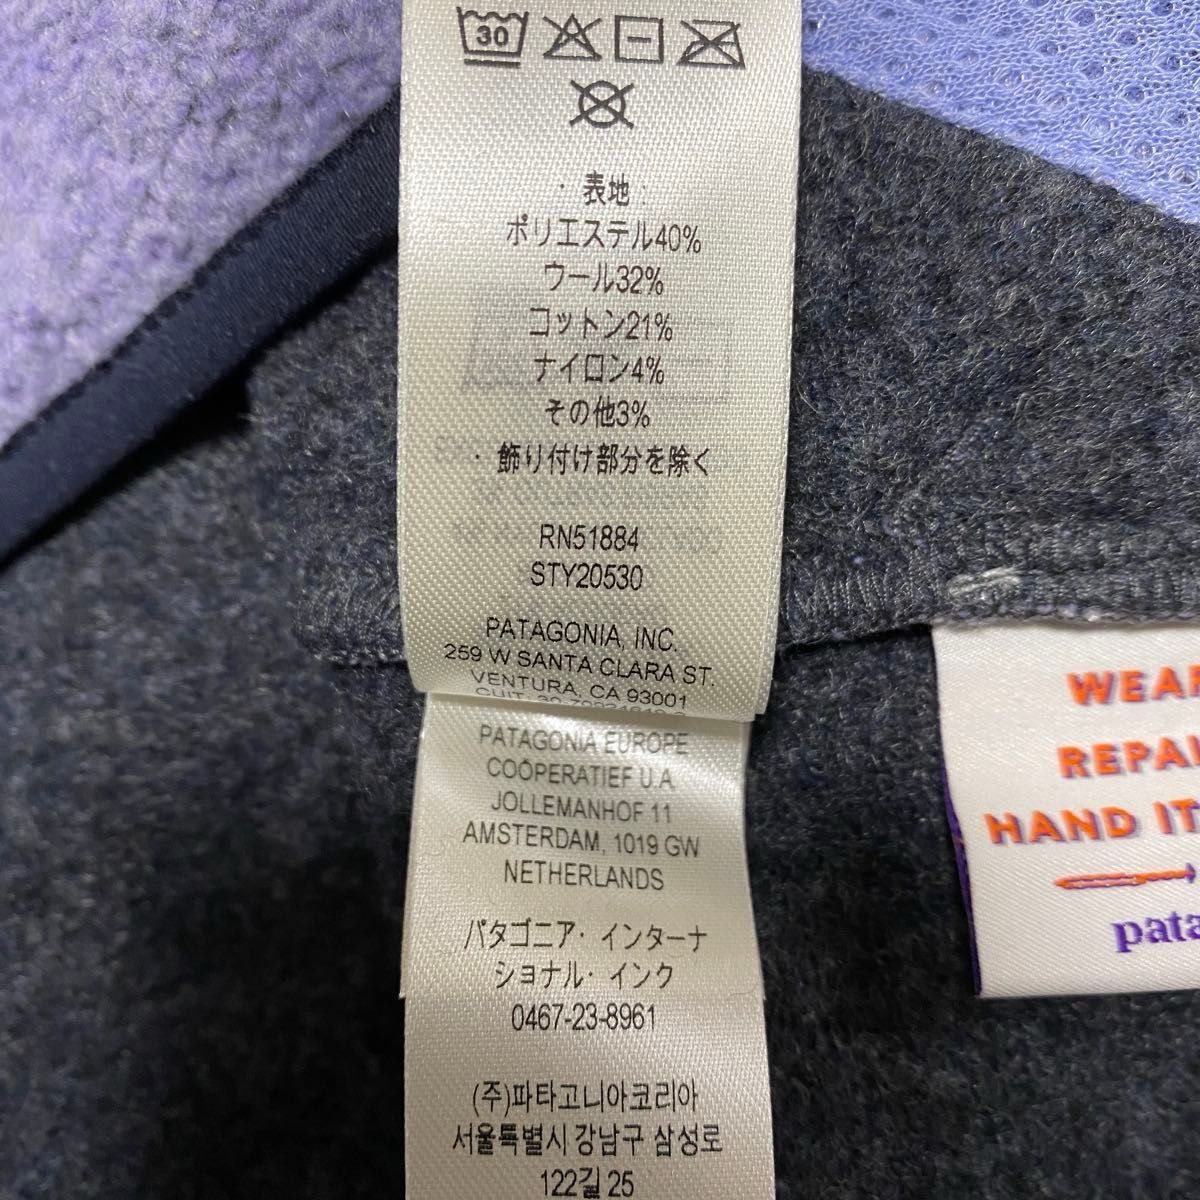 30
・表地:
ポリエステル40%
ウール32%
コットン21%
ナイロン4%
その他3%
・飾り付け部分を除く
RN51884
STY20530
PATAGONIA, INC.
259 W SANTA CLARA ST.
VENTURA, CA 93001
PATAGONIA EUROPE
COÖPERATIEF U.A
JOLLEMANHOF 11
AMSTERDAM, 1019 GW
NETHERLANDS
パタゴニア・インターナ
ショナル・インク
0467-23-8961
(주)파타고니아코리아
서울특별시 강남구 삼성로
122길 25
WEAR
REPAI
HAND IT
pata